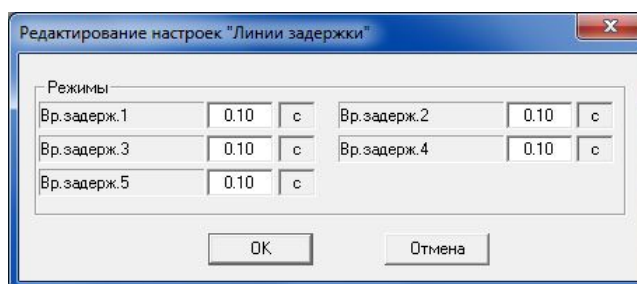 Редактирование настроек "Линии задержки"
Режимы
Вр.задерж.1 0.10 с Вр.задерж.2 0.10 с
Вр.задерж.3 0.10 с Вр.задерж.4 0.10 с
Вр.задерж.5 0.10 с
OK Отмена